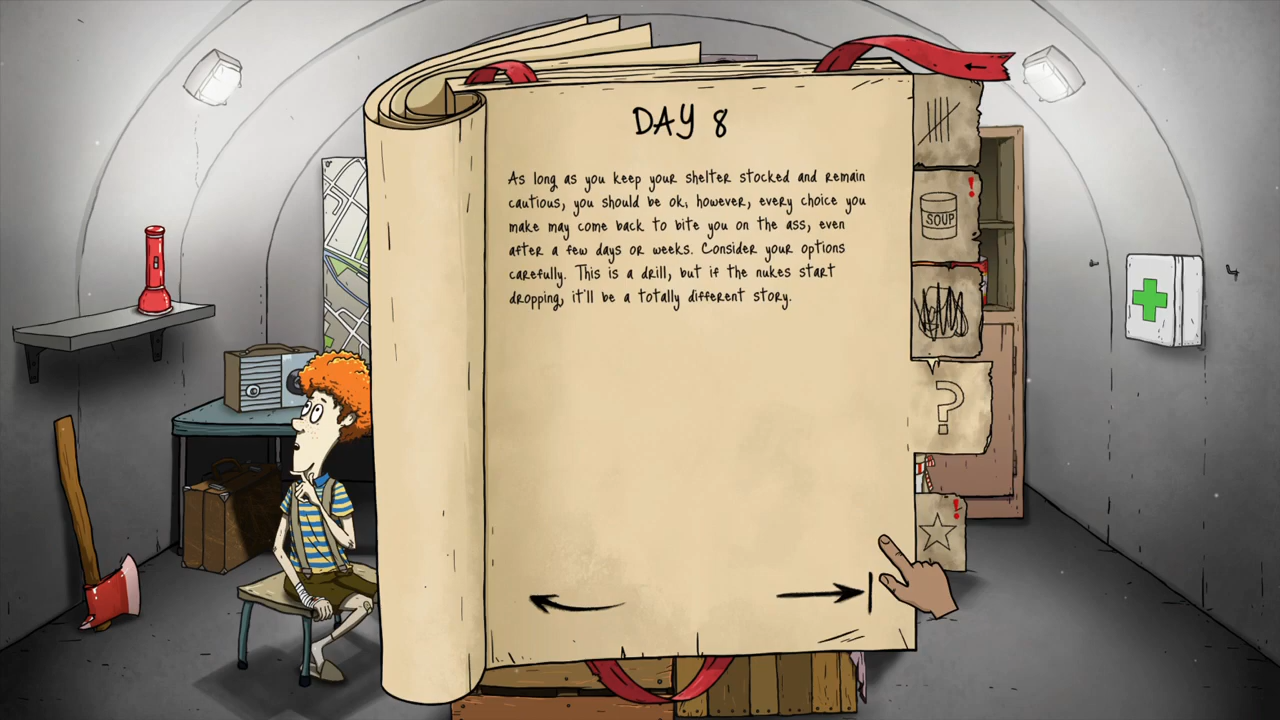 DAY 8
As long as you keep your shelter stocked and remain
cautious, you should be ok; however, every choice you
make may come back to bite you on the ass, even
after a few days or weeks. Consider your options
carefully. This is a drill, but if the nukes start
dropping, it'll be a totally different story.
!
SOUP
?
!